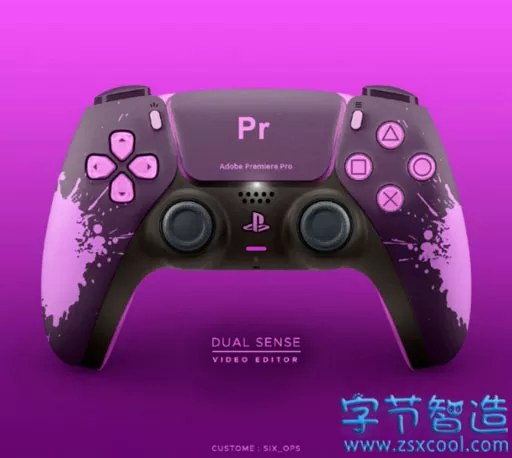 Pr
Adobe Premiere Pro
DUAL SENSE
VIDEO EDITOR
字节智造
www.zsxcool.com
CUSTOME : SIX_OPS